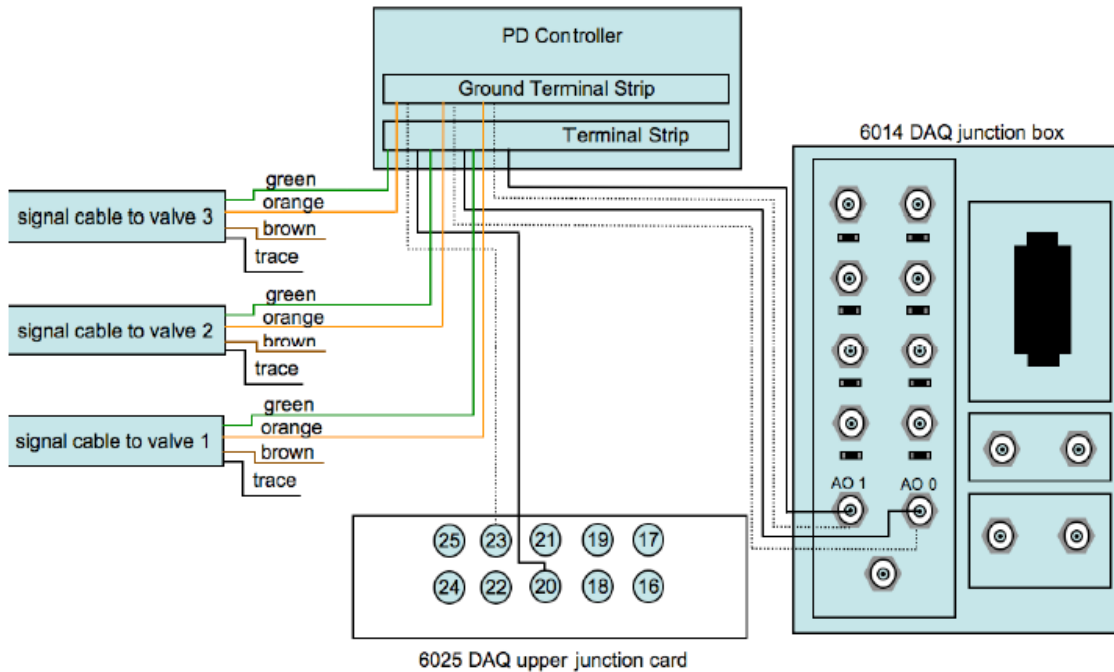 PD Controller
Ground Terminal Strip
Terminal Strip
6014 DAQ junction box
green
orange
signal cable to valve 3
brown
trace
green
orange
signal cable to valve 2
brown
trace
green
orange
signal cable to valve 1
brown
trace
AO 1 AO 0
25 23 21 19 17
24 22 20 18 16
6025 DAQ upper junction card